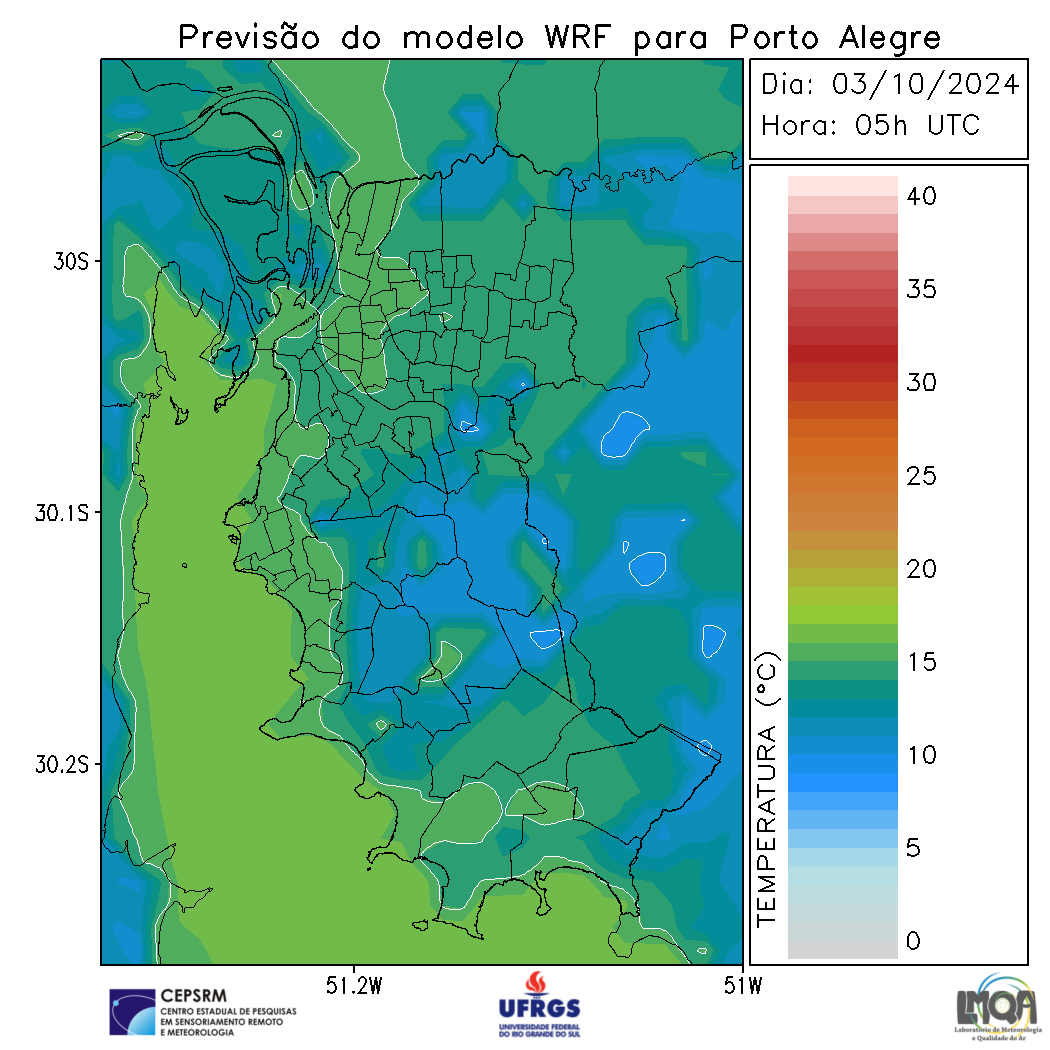 Previsão do modelo WRF para Porto Alegre
Dia: 03/10/2024
Hora: 05h UTC
40
35
30
25
20
15
10
5
0
TEMPERATURA (°C)
30S
30.1S
30.2S
51.2W
51W
CEPSRM
CENTRO ESTADUAL DE PESQUISAS
EM SENSORIAMENTO REMOTO
E METEOROLOGIA
UFRGS
UNIVERSIDADE FEDERAL
DO RIO GRANDE DO SUL
LMQA
Laboratório de Meteorologia
e Qualidade do Ar